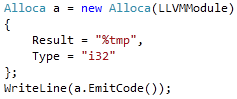 Alloca a = new Alloca(LLVMModule)
{
    Result = "%tmp",
    Type = "i32"
};
WriteLine(a.EmitCode());